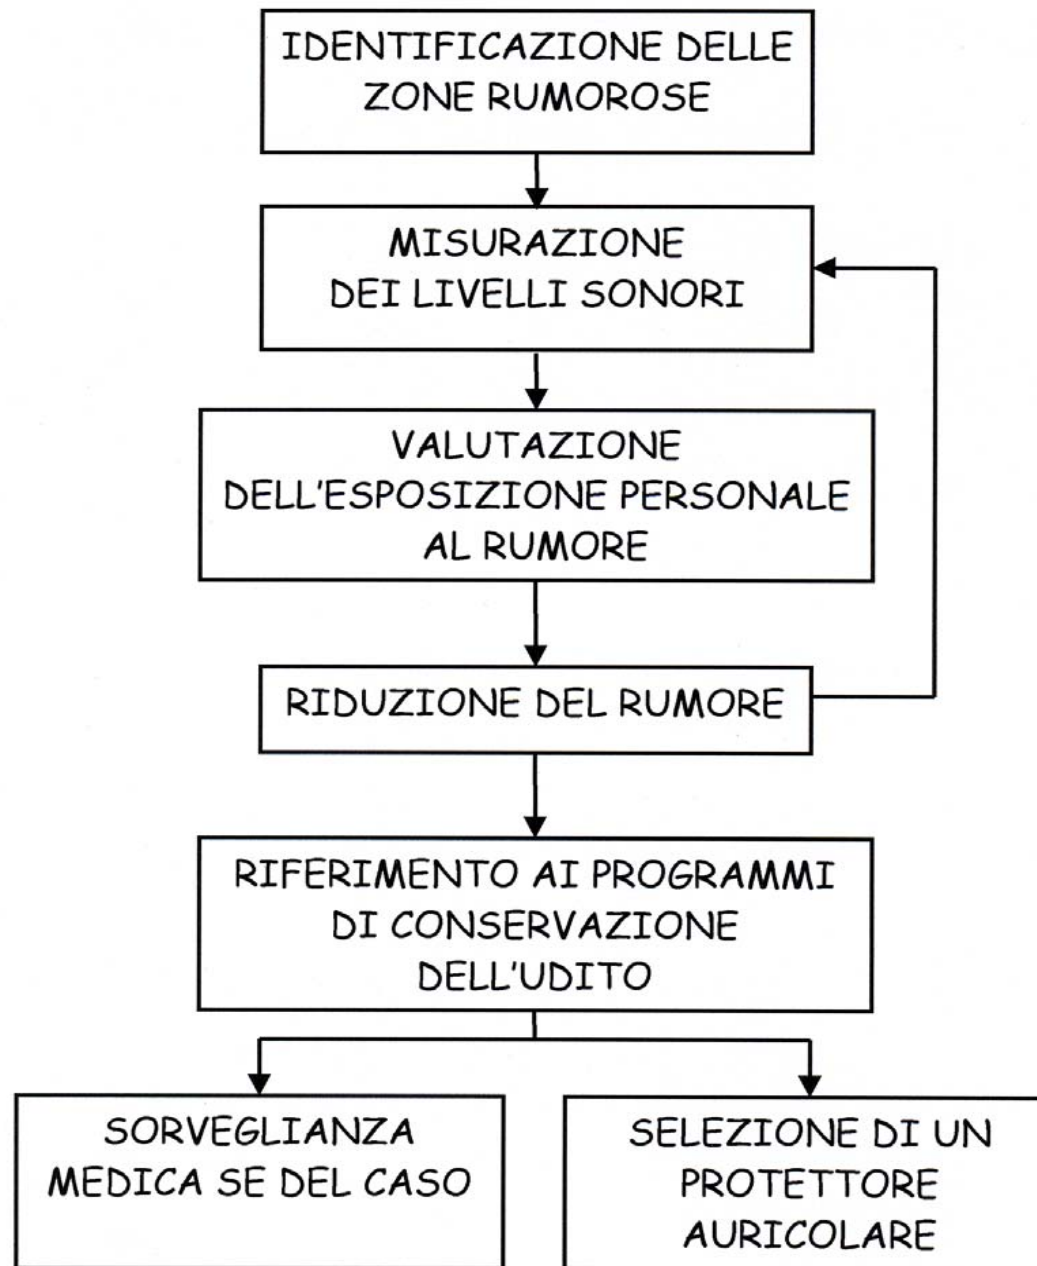 IDENTIFICAZIONE DELLE
ZONE RUMOROSE
MISURAZIONE
DEI LIVELLI SONORI
VALUTAZIONE
DELL'ESPOSIZIONE PERSONALE
AL RUMORE
RIDUZIONE DEL RUMORE
RIFERIMENTO AI PROGRAMMI
DI CONSERVAZIONE
DELL'UDITO
SORVEGLIANZA
MEDICA SE DEL CASO
SELEZIONE DI UN
PROTETTORE
AURICOLARE